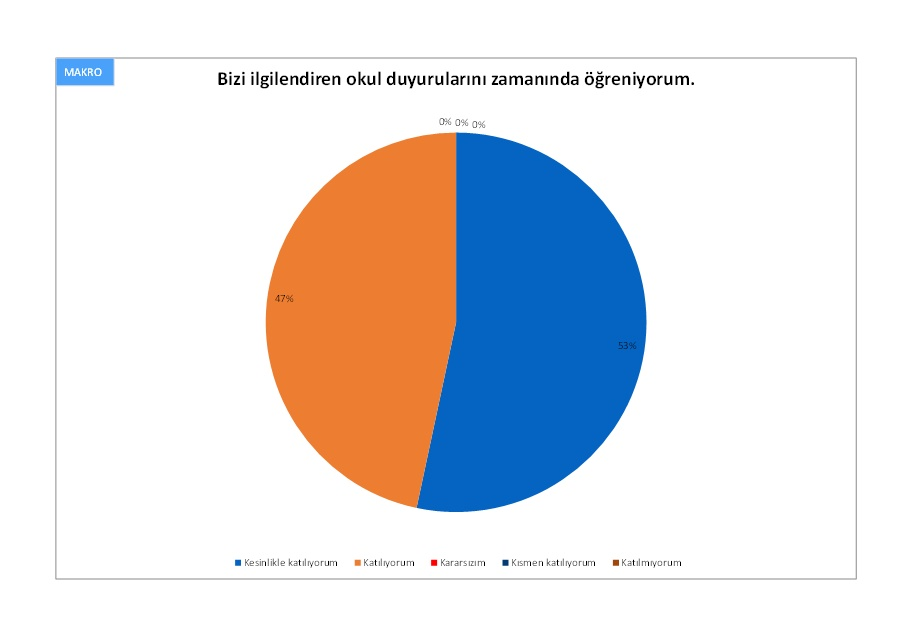 MAKRO
Bizi ilgilendiren okul duyurularını zamanında öğreniyorum.
0% 0% 0%
47%
53%
Kesinlikle katılıyorum Katılıyorum Kararsızım Kısmen katılıyorum Katılmıyorum